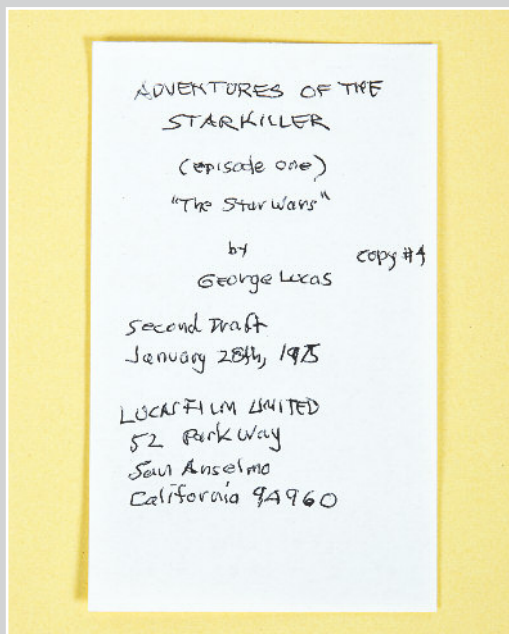 ADVENTURES OF THE
STARKILLER
(episode one)
"The Star Wars"
by
copy #4
George Lucas
Second Draft
January 28th, 1975
LUCASFILM LIMITED
52 Park Way
San Anselmo
California 94960